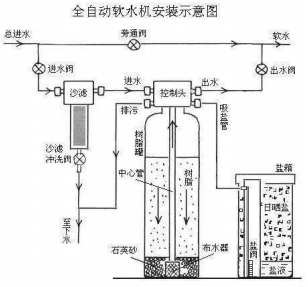 全自动软水机安装示意图
总进水
旁通阀
软水
进水阀
出水阀
沙滤
进水
控制头
出水
排污
吸盐管
沙滤冲洗阀
树脂罐
中心管
树脂
盐箱
日晒盐
盐阀
盐液
至下水
石英砂
布水器